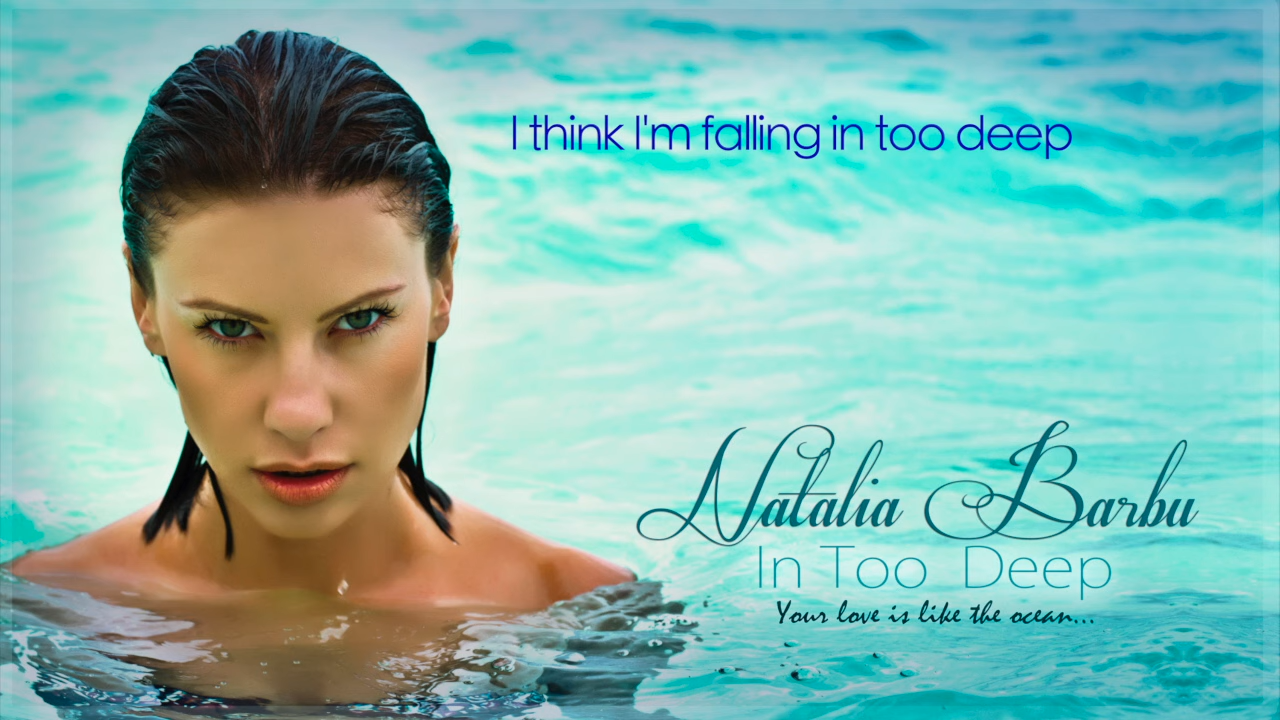 I think I'm falling in too deep
Natalia Barbu
In Too Deep
Your love is like the ocean...